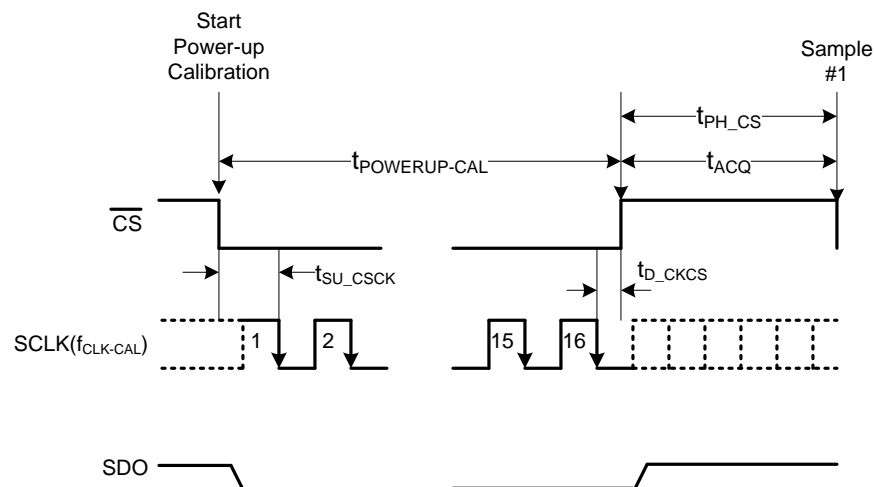 Start
Power-up
Calibration
Sample
#1
tPH_CS
tPOWERUP-CAL
tACQ
CS
tSU_CSCK
tD_CKCS
SCLK(fCLK-CAL)
1
2
15
16
SDO